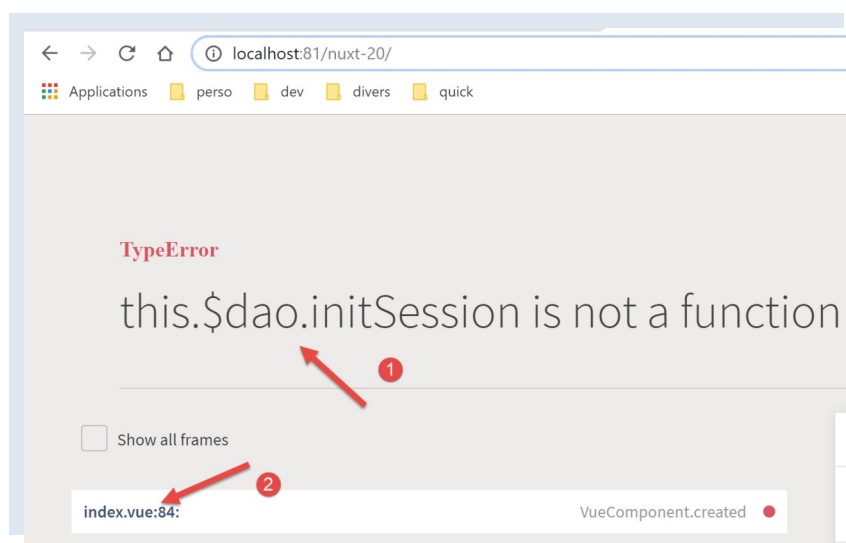 localhost:81/nuxt-20/
Applications perso dev divers quick
TypeError
this.$dao.initSession is not a function
1
Show all frames
2
index.vue:84: VueComponent.created